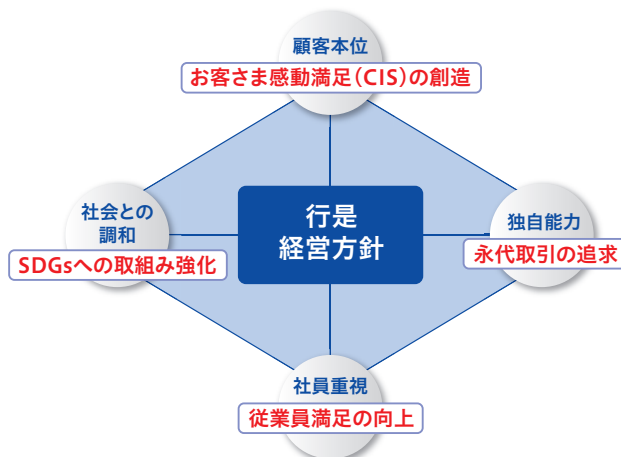 顧客本位
お客さま感動満足(CIS)の創造
社会との
調和
SDGsへの取組み強化
行是
経営方針
独自能力
永代取引の追求
社員重視
従業員満足の向上